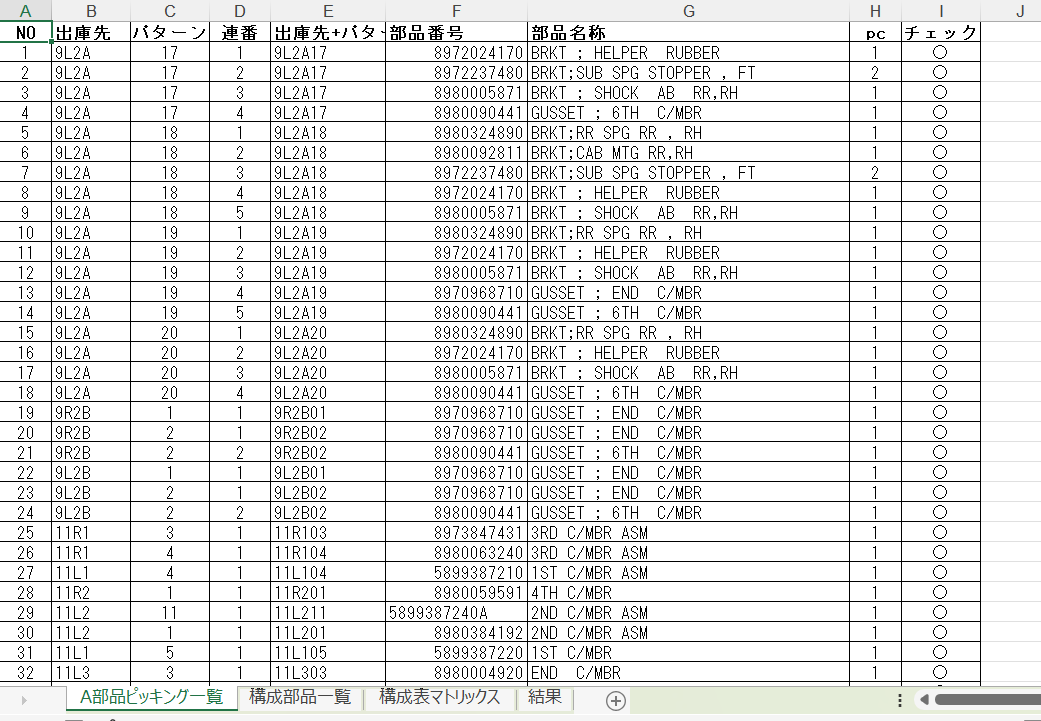 A B C D E F G H I J
NO 出庫先 パターン 連番 出庫先+パタ 部品番号 部品名称 pc チェック
1 9L2A 17 1 9L2A17 8972024170 BRKT ; HELPER RUBBER 1 ○
2 9L2A 17 2 9L2A17 8972237480 BRKT;SUB SPG STOPPER , FT 2 ○
3 9L2A 17 3 9L2A17 8980005871 BRKT ; SHOCK AB RR,RH 1 ○
4 9L2A 17 4 9L2A17 8980090441 GUSSET ; 6TH C/MBR 1 ○
5 9L2A 18 1 9L2A18 8980324890 BRKT;RR SPG RR , RH 1 ○
6 9L2A 18 2 9L2A18 8980092811 BRKT;CAB MTG RR,RH 1 ○
7 9L2A 18 3 9L2A18 8972237480 BRKT;SUB SPG STOPPER , FT 2 ○
8 9L2A 18 4 9L2A18 8972024170 BRKT ; HELPER RUBBER 1 ○
9 9L2A 18 5 9L2A18 8980005871 BRKT ; SHOCK AB RR,RH 1 ○
10 9L2A 19 1 9L2A19 8980324890 BRKT;RR SPG RR , RH 1 ○
11 9L2A 19 2 9L2A19 8972024170 BRKT ; HELPER RUBBER 1 ○
12 9L2A 19 3 9L2A19 8980005871 BRKT ; SHOCK AB RR,RH 1 ○
13 9L2A 19 4 9L2A19 8970968710 GUSSET ; END C/MBR 1 ○
14 9L2A 19 5 9L2A19 8980090441 GUSSET ; 6TH C/MBR 1 ○
15 9L2A 20 1 9L2A20 8980324890 BRKT;RR SPG RR , RH 1 ○
16 9L2A 20 2 9L2A20 8972024170 BRKT ; HELPER RUBBER 1 ○
17 9L2A 20 3 9L2A20 8980005871 BRKT ; SHOCK AB RR,RH 1 ○
18 9L2A 20 4 9L2A20 8980090441 GUSSET ; 6TH C/MBR 1 ○
19 9R2B 1 1 9R2B01 8970968710 GUSSET ; END C/MBR 1 ○
20 9R2B 2 1 9R2B02 8970968710 GUSSET ; END C/MBR 1 ○
21 9R2B 2 2 9R2B02 8980090441 GUSSET ; 6TH C/MBR 1 ○
22 9L2B 1 1 9L2B01 8970968710 GUSSET ; END C/MBR 1 ○
23 9L2B 2 1 9L2B02 8970968710 GUSSET ; END C/MBR 1 ○
24 9L2B 2 2 9L2B02 8980090441 GUSSET ; 6TH C/MBR 1 ○
25 11R1 3 1 11R103 8973847431 3RD C/MBR ASM 1 ○
26 11R1 4 1 11R104 8980063240 3RD C/MBR ASM 1 ○
27 11L1 4 1 11L104 5899387210 1ST C/MBR ASM 1 ○
28 11R2 1 1 11R201 8980059591 4TH C/MBR 1 ○
29 11L2 11 1 11L211 5899387240A 2ND C/MBR ASM 1 ○
30 11L2 1 1 11L201 8980384192 2ND C/MBR ASM 1 ○
31 11L1 5 1 11L105 5899387220 1ST C/MBR 1 ○
32 11L3 3 1 11L303 8980004920 END C/MBR 1 ○
A部品ピッキング一覧 構成部品一覧 構成表マトリックス 結果